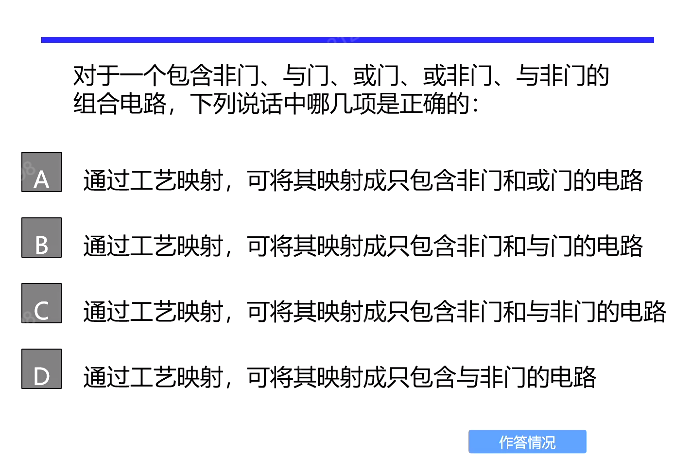 对于一个包含非门、与门、或门、或非门、与非门的
组合电路，下列说话中哪几项是正确的：
A 通过工艺映射，可将其映射成只包含非门和或门的电路
B 通过工艺映射，可将其映射成只包含非门和与门的电路
C 通过工艺映射，可将其映射成只包含非门和与非门的电路
D 通过工艺映射，可将其映射成只包含与非门的电路
作答情况